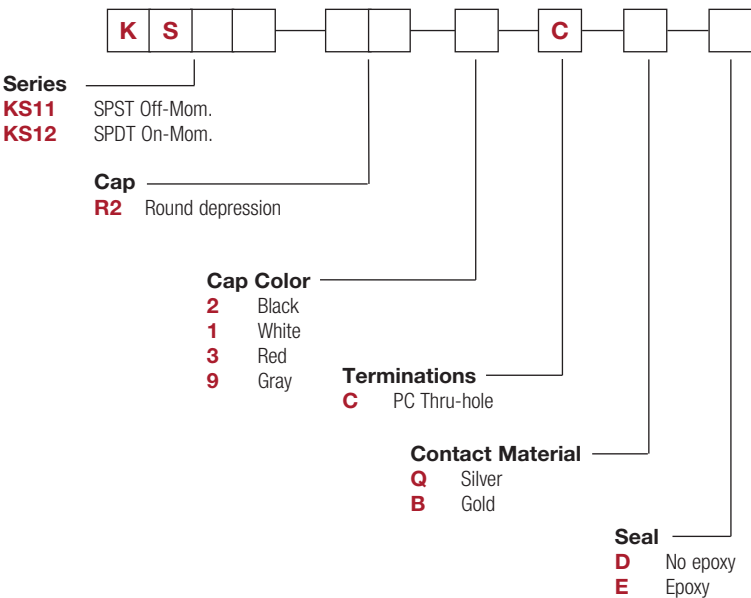 K S C
Series
KS11 SPST Off-Mom.
KS12 SPDT On-Mom.
Cap
R2 Round depression
Cap Color
2 Black
1 White
3 Red
9 Gray
Terminations
C PC Thru-hole
Contact Material
Q Silver
B Gold
Seal
D No epoxy
E Epoxy